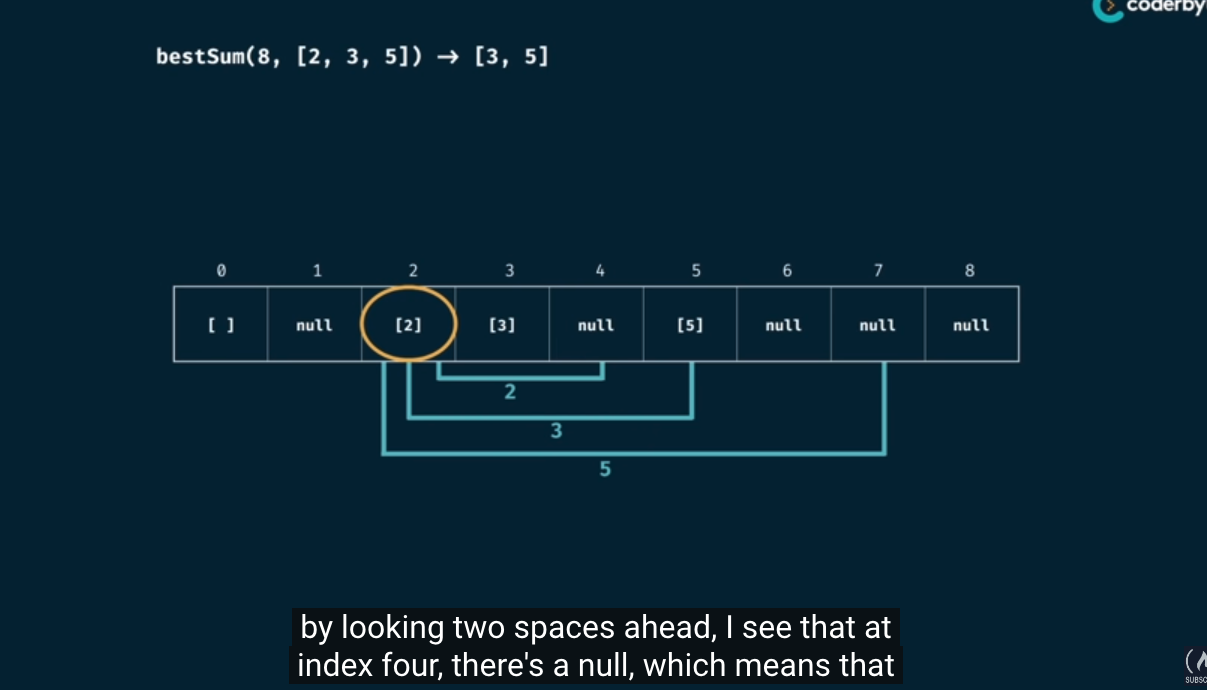 coderby
bestSum(8, [2, 3, 5]) → [3, 5]
0 1 2 3 4 5 6 7 8
[ ] null [2] [3] null [5] null null null
2
3
5
by looking two spaces ahead, I see that at
index four, there's a null, which means that
SUBSC